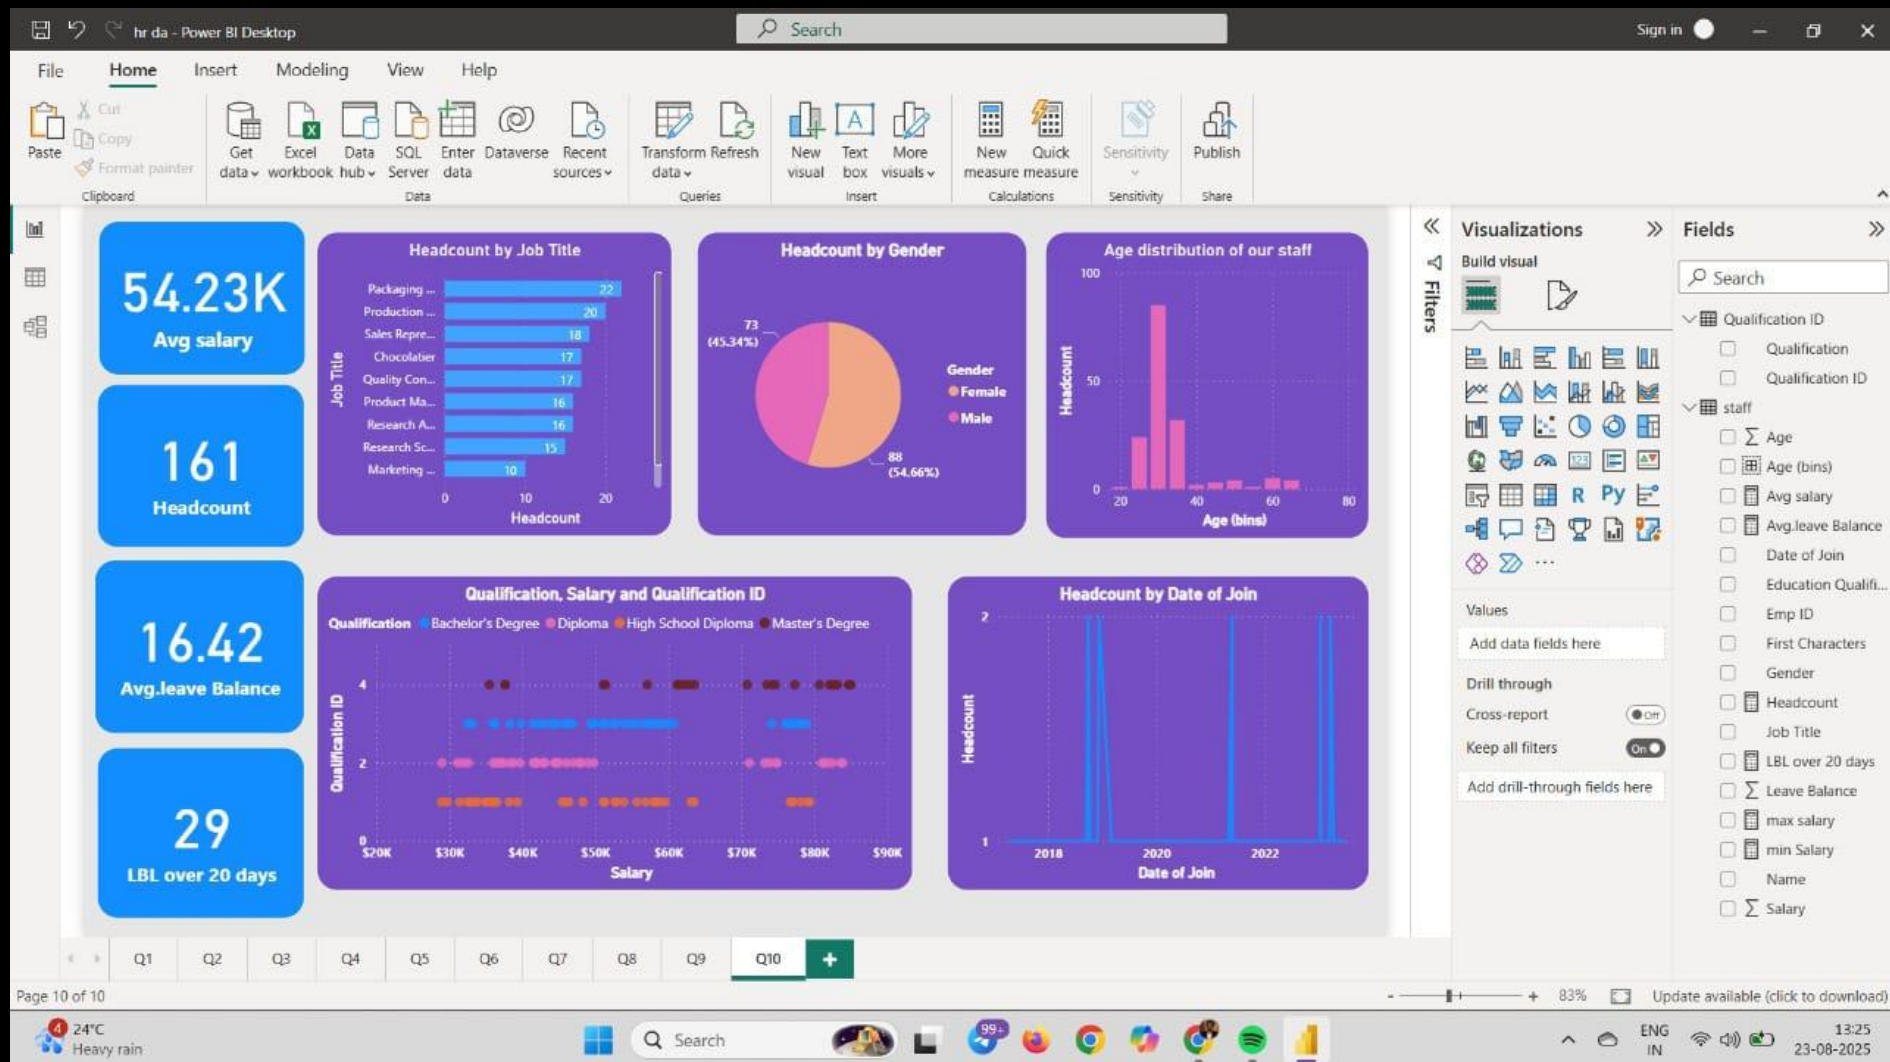 hr da - Power BI Desktop
Search
Sign in
File Home Insert Modeling View Help
Paste
Cut
Copy
Format painter
Clipboard
Get data
Excel workbook
Data hub
SQL Server
Enter data
Dataverse
Recent sources
Data
Transform data
Refresh
Queries
New visual
Text box
More visuals
Insert
New measure
Quick measure
Calculations
Sensitivity
Sensitivity
Publish
Share
54.23K
Avg salary
161
Headcount
16.42
Avg.leave Balance
29
LBL over 20 days
Headcount by Job Title
Job Title
Packaging ... 22
Production ... 20
Sales Repre... 18
Chocolatier 17
Quality Con... 17
Product Ma... 16
Research A... 16
Research Sc... 15
Marketing ... 10
0 10 20
Headcount
Headcount by Gender
73
(45.34%)
88
(54.66%)
Gender
Female
Male
Age distribution of our staff
Headcount
100
50
0
20 40 60 80
Age (bins)
Qualification, Salary and Qualification ID
Qualification Bachelor's Degree Diploma High School Diploma Master's Degree
Qualification ID
4
2
0
$20K $30K $40K $50K $60K $70K $80K $90K
Salary
Headcount by Date of Join
Headcount
2
1
2018 2020 2022
Date of Join
Filters
Visualizations
Build visual
123
R Py
Values
Add data fields here
Drill through
Cross-report Off
Keep all filters On
Add drill-through fields here
Fields
Search
Qualification ID
Qualification
Qualification ID
staff
Age
Age (bins)
Avg salary
Avg.leave Balance
Date of Join
Education Qualifi...
Emp ID
First Characters
Gender
Headcount
Job Title
LBL over 20 days
Leave Balance
max salary
min Salary
Name
Salary
Q1 Q2 Q3 Q4 Q5 Q6 Q7 Q8 Q9 Q10 +
Page 10 of 10
- + 83%
Update available (click to download)
4
24°C
Heavy rain
Search
99+
ENG
IN
13:25
23-08-2025